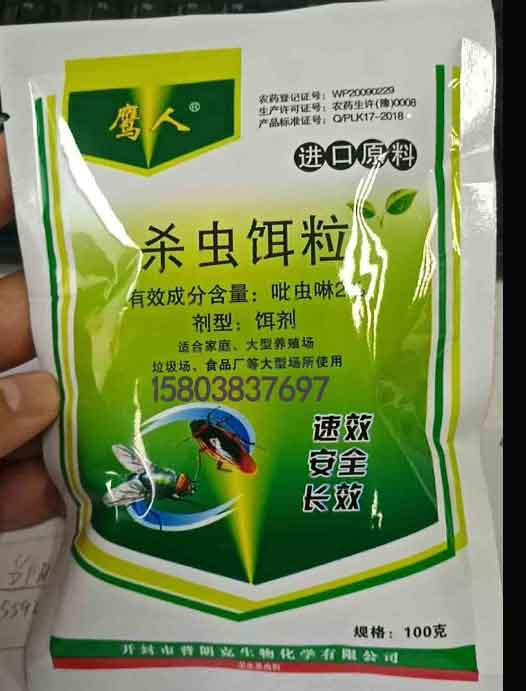 鹰人®
农药登记证号：WP20090229
生产许可证号：农药生许(豫)0008
产品标准证号：Q/PLK17-2018
进口原料
杀虫饵粒
有效成分含量：吡虫啉2
剂型：饵剂
适合家庭、大型养殖场
垃圾场、食品厂等大型场所使用
15803837697
速效
安全
长效
规格：100克
开封市普朗克生物化学有限公司